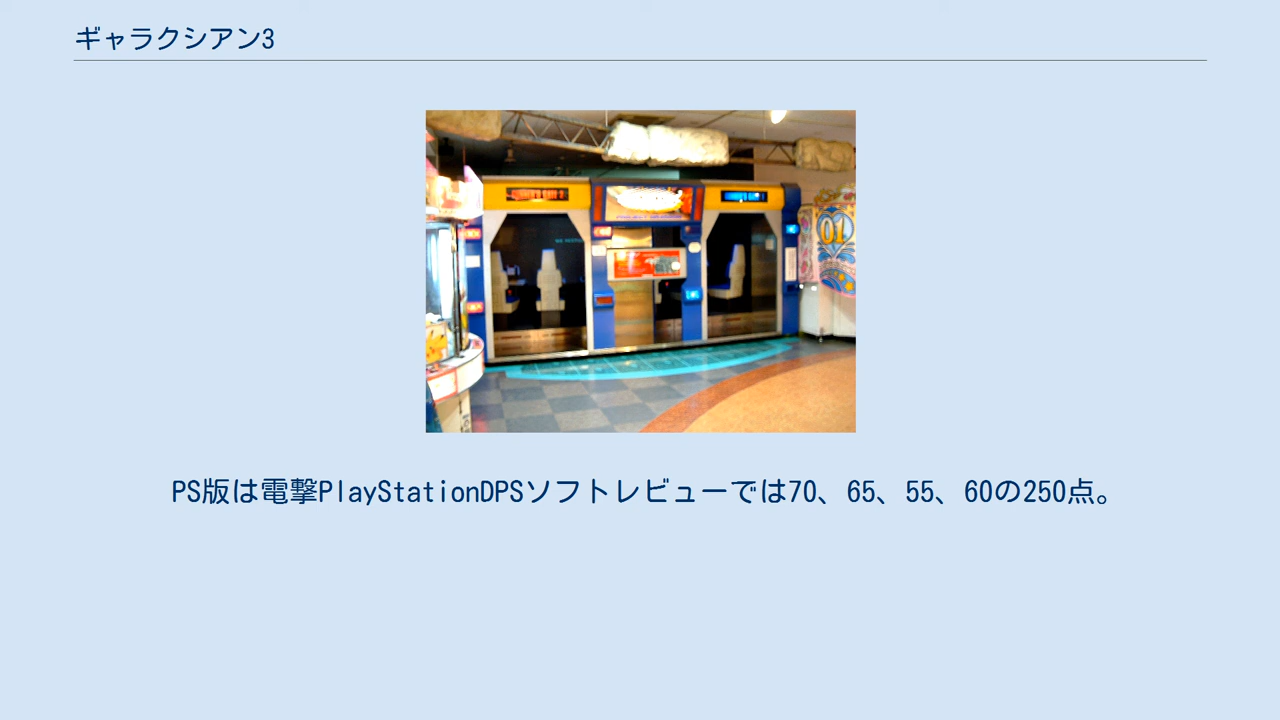 ギャラクシアン3
01
PS版は電撃PlayStationDPSソフトレビューでは70、65、55、60の250点。